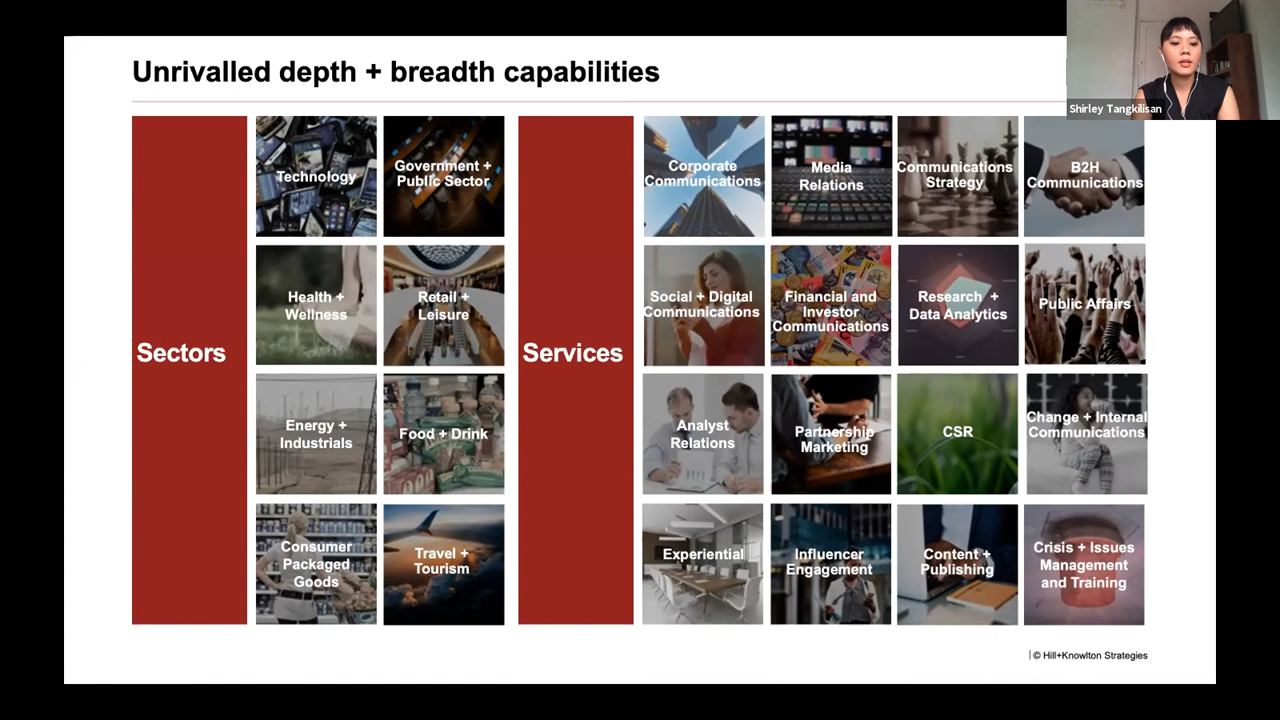 Unrivalled depth + breadth capabilities
Shirley Tangkilisan
Sectors
Technology
Government +
Public Sector
Health +
Wellness
Retail +
Leisure
Energy +
Industrials
Food + Drink
Consumer
Packaged
Goods
Travel +
Tourism
Services
Corporate
Communications
Media
Relations
Communications
Strategy
B2H
Communications
Social + Digital
Communications
Financial and
Investor
Communications
Research +
Data Analytics
Public Affairs
Analyst
Relations
Partnership
Marketing
CSR
Change + Internal
Communications
Experiential
Influencer
Engagement
Content +
Publishing
Crisis + Issues
Management
and Training
| © Hill+Knowlton Strategies